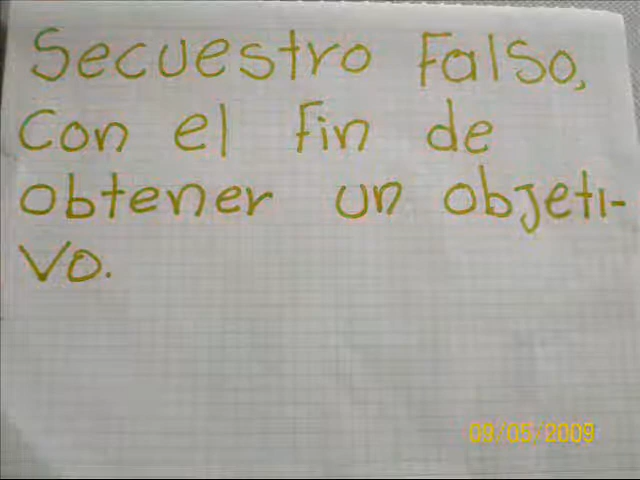 Secuestro Falso,
con el fin de
obtener un objeti-
vo.
09/05/2009